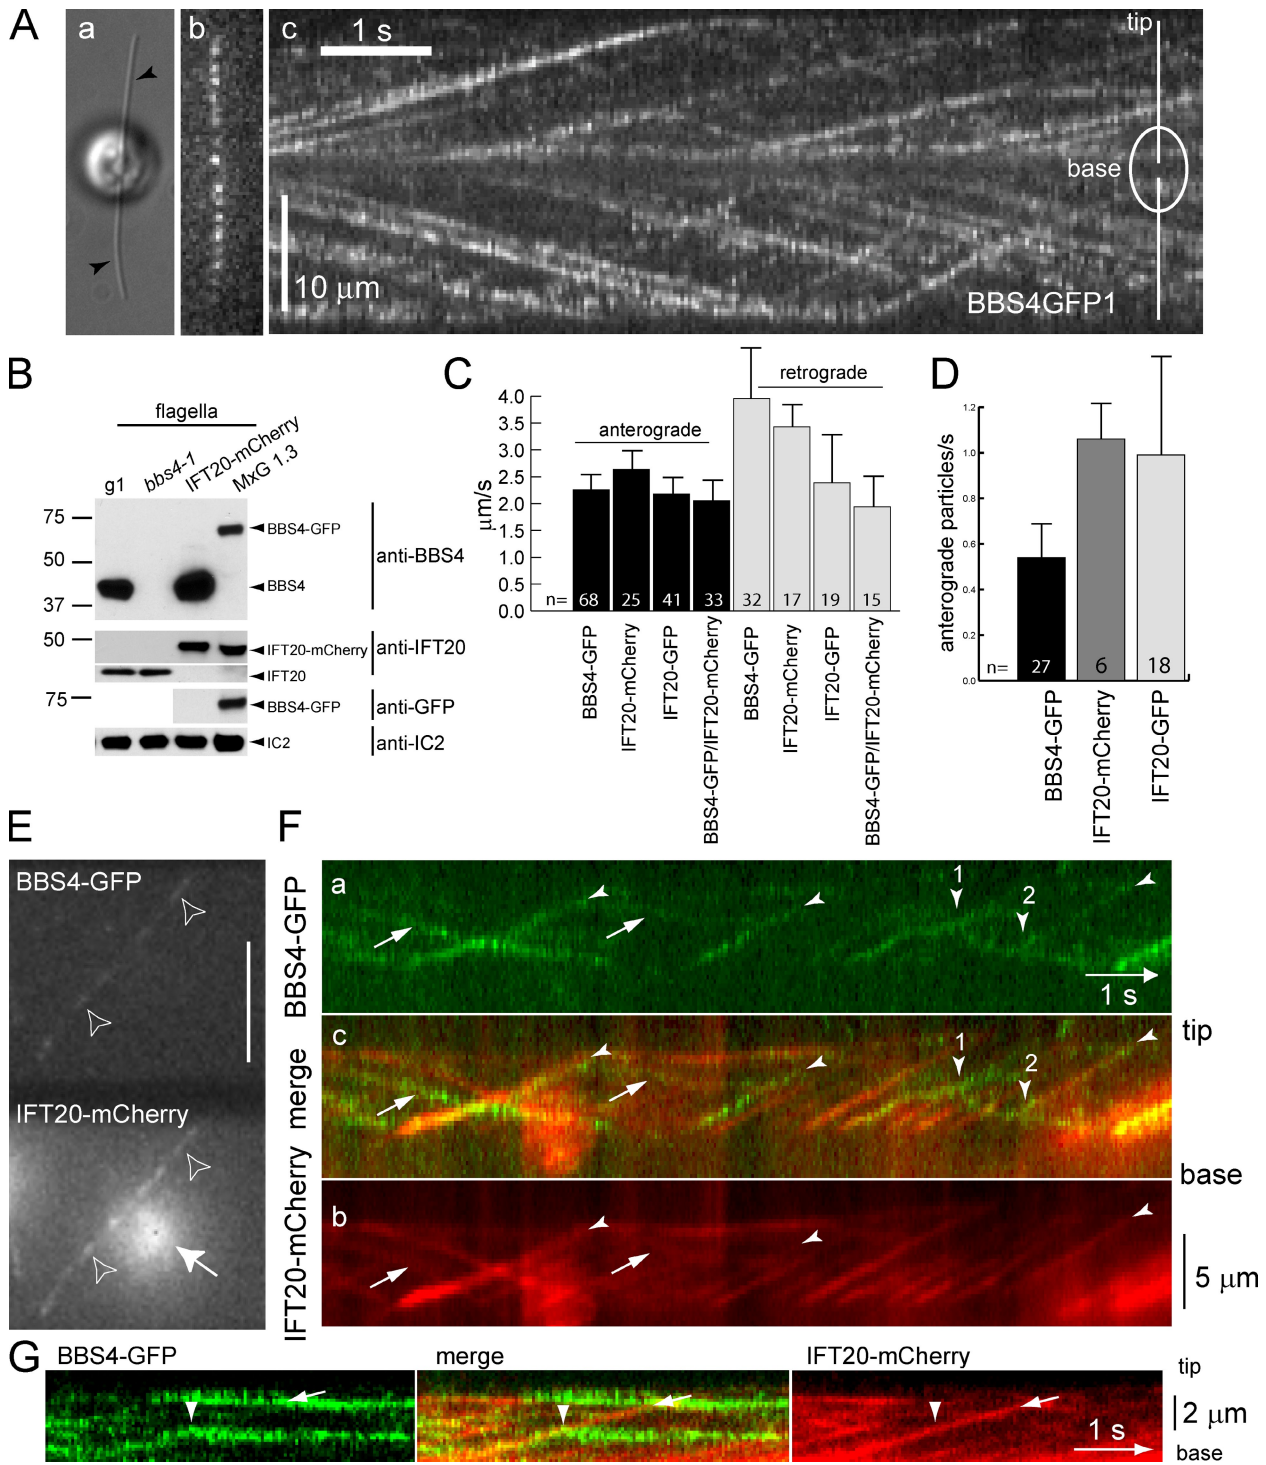 A
a
b
c
1 s
tip
base
10 μm
BBS4GFP1
B
flagella
g1
bbs4-1
IFT20-mCherry
MxG 1.3
75
50
37
BBS4-GFP
BBS4
anti-BBS4
50
IFT20-mCherry
IFT20
anti-IFT20
75
BBS4-GFP
anti-GFP
IC2
anti-IC2
C
anterograde
retrograde
μm/s
4.0
3.5
3.0
2.5
2.0
1.5
1.0
0.5
0.0
n= 68 25 41 33 32 17 19 15
BBS4-GFP
IFT20-mCherry
IFT20-GFP
BBS4-GFP/IFT20-mCherry
BBS4-GFP
IFT20-mCherry
IFT20-GFP
BBS4-GFP/IFT20-mCherry
D
anterograde particles/s
1.2
1.0
0.8
0.6
0.4
0.2
0.0
n= 27 6 18
BBS4-GFP
IFT20-mCherry
IFT20-GFP
E
BBS4-GFP
IFT20-mCherry
F
BBS4-GFP
a
1
2
1 s
merge
c
1
2
tip
base
IFT20-mCherry
b
5 μm
G
BBS4-GFP
merge
IFT20-mCherry
tip
2 μm
1 s
base